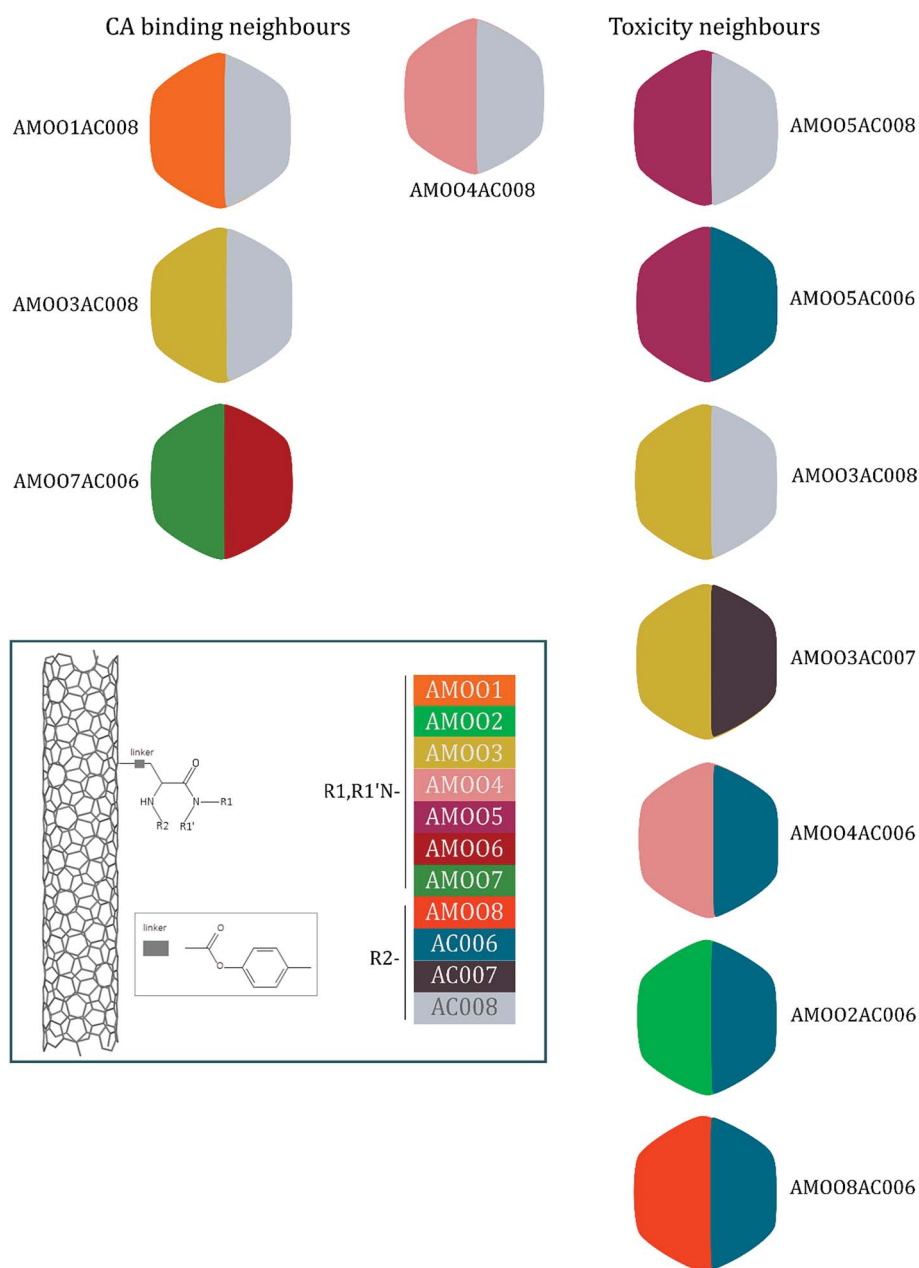 CA binding neighbours
Toxicity neighbours
AMOO1AC008
AMOO4AC008
AMOO5AC008
AMOO3AC008
AMOO5AC006
AMOO7AC006
AMOO3AC008
AMOO3AC007
AMOO4AC006
AMOO2AC006
AMOO8AC006
linker
O
HN
N
R1
R2
R1'
linker
O
O
R1,R1'N-
R2-
AMOO1
AMOO2
AMOO3
AMOO4
AMOO5
AMOO6
AMOO7
AMOO8
AC006
AC007
AC008